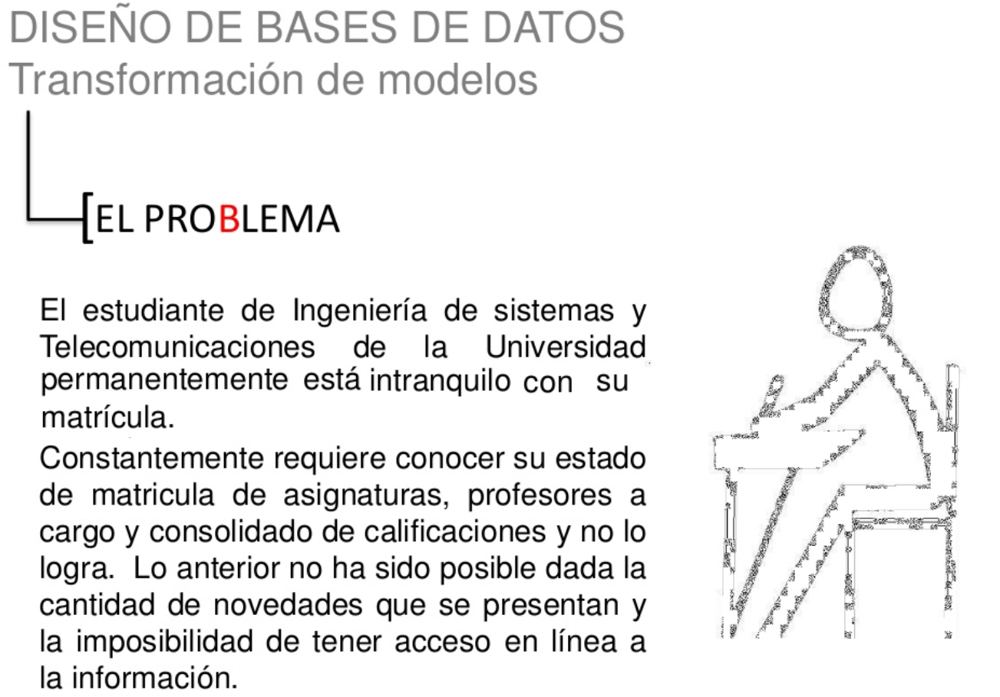 DISEÑO DE BASES DE DATOS
Transformación de modelos
EL PROBLEMA
El estudiante de Ingeniería de sistemas y
Telecomunicaciones de la Universidad
permanentemente está intranquilo con su
matrícula.
Constantemente requiere conocer su estado
de matricula de asignaturas, profesores a
cargo y consolidado de calificaciones y no lo
logra. Lo anterior no ha sido posible dada la
cantidad de novedades que se presentan y
la imposibilidad de tener acceso en línea a
la información.